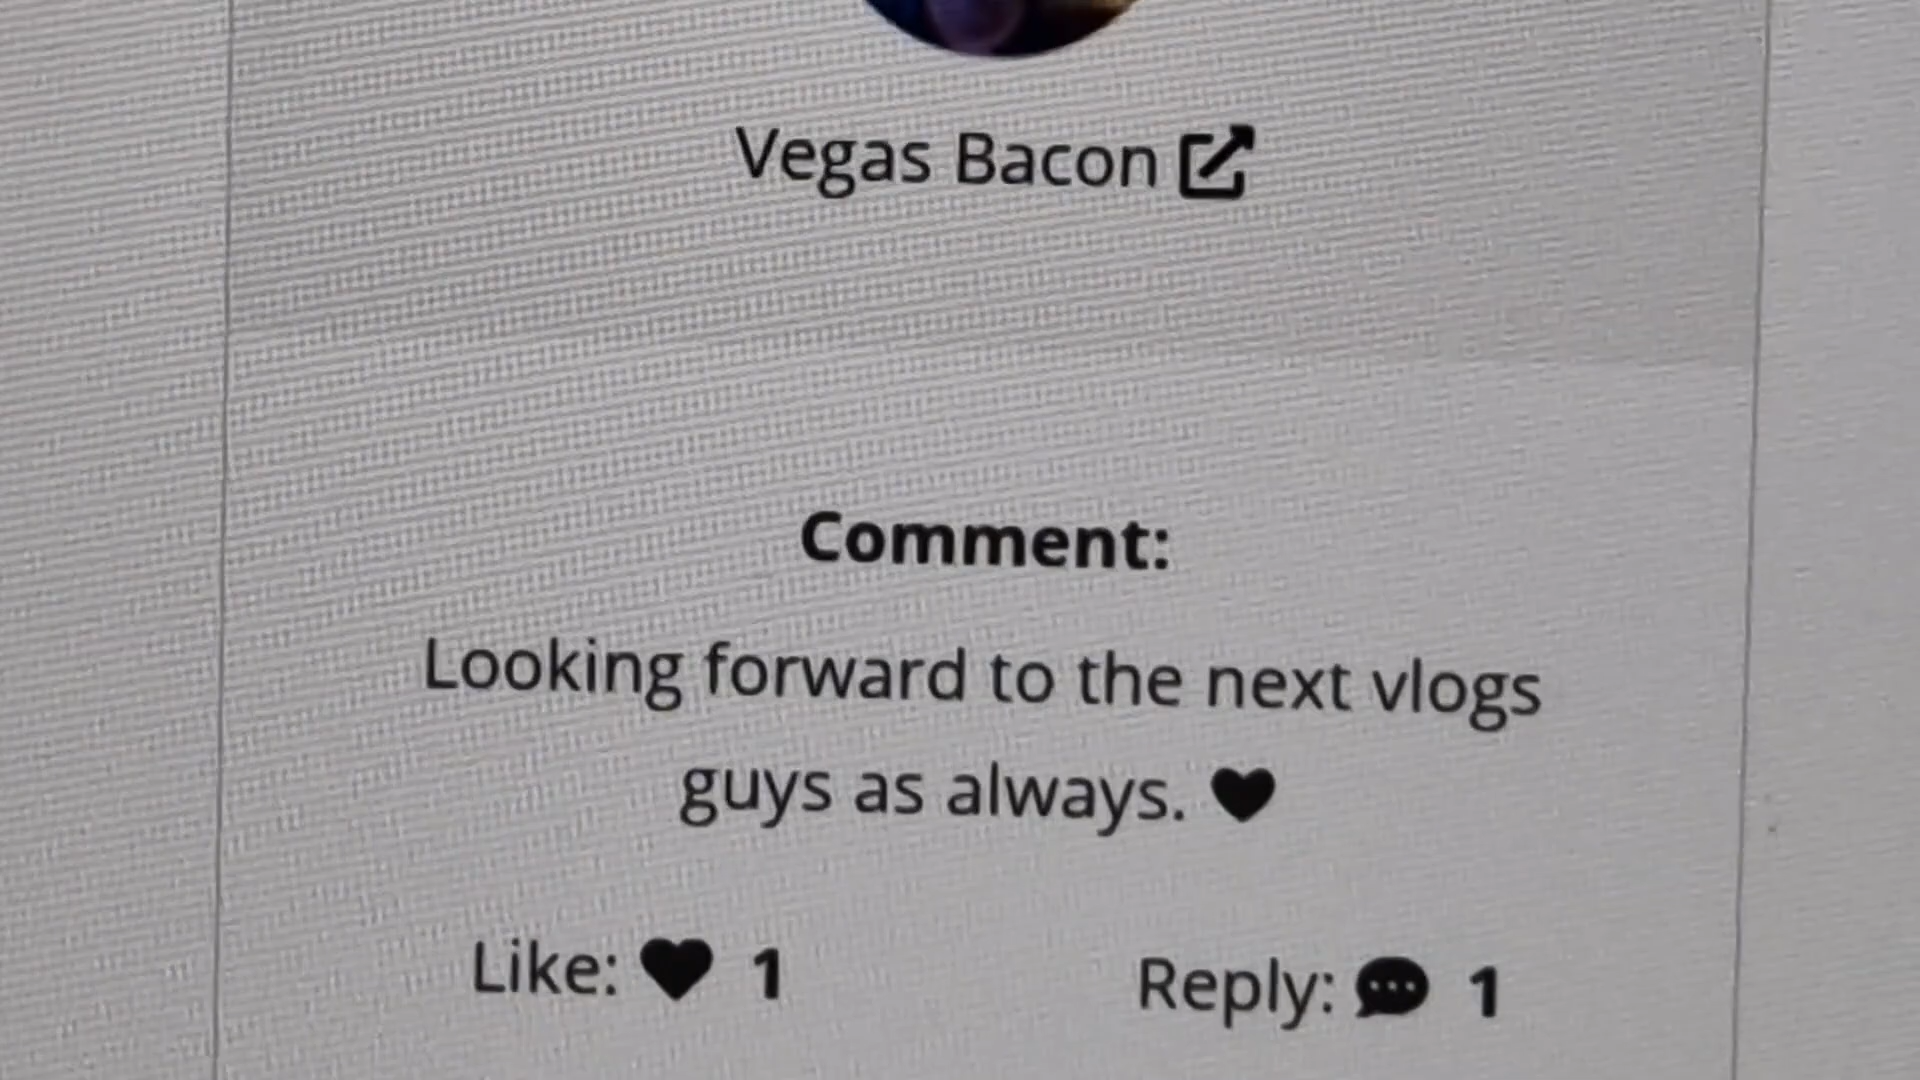 Vegas Bacon
Comment:
Looking forward to the next vlogs
guys as always. ♥
Like: ♥ 1
Reply: 1